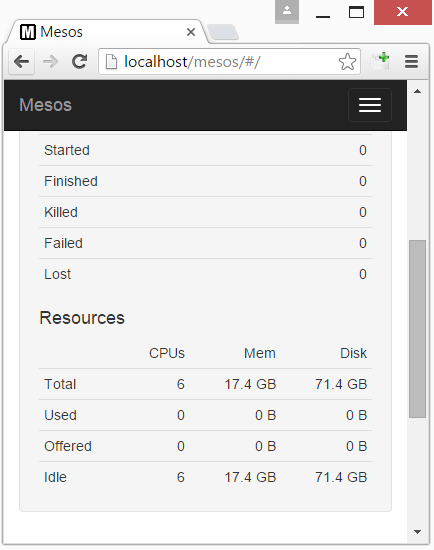 Mesos
localhost/mesos/#/
Mesos
Started 0
Finished 0
Killed 0
Failed 0
Lost 0
Resources
CPUs Mem Disk
Total 6 17.4 GB 71.4 GB
Used 0 0 B 0 B
Offered 0 0 B 0 B
Idle 6 17.4 GB 71.4 GB